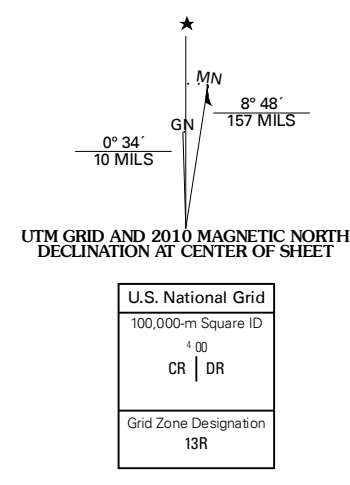 MN
8° 48´
157 MILS
GN
0° 34´
10 MILS
UTM GRID AND 2010 MAGNETIC NORTH
DECLINATION AT CENTER OF SHEET
U.S. National Grid
100,000-m Square ID
4 00
CR | DR
Grid Zone Designation
13R